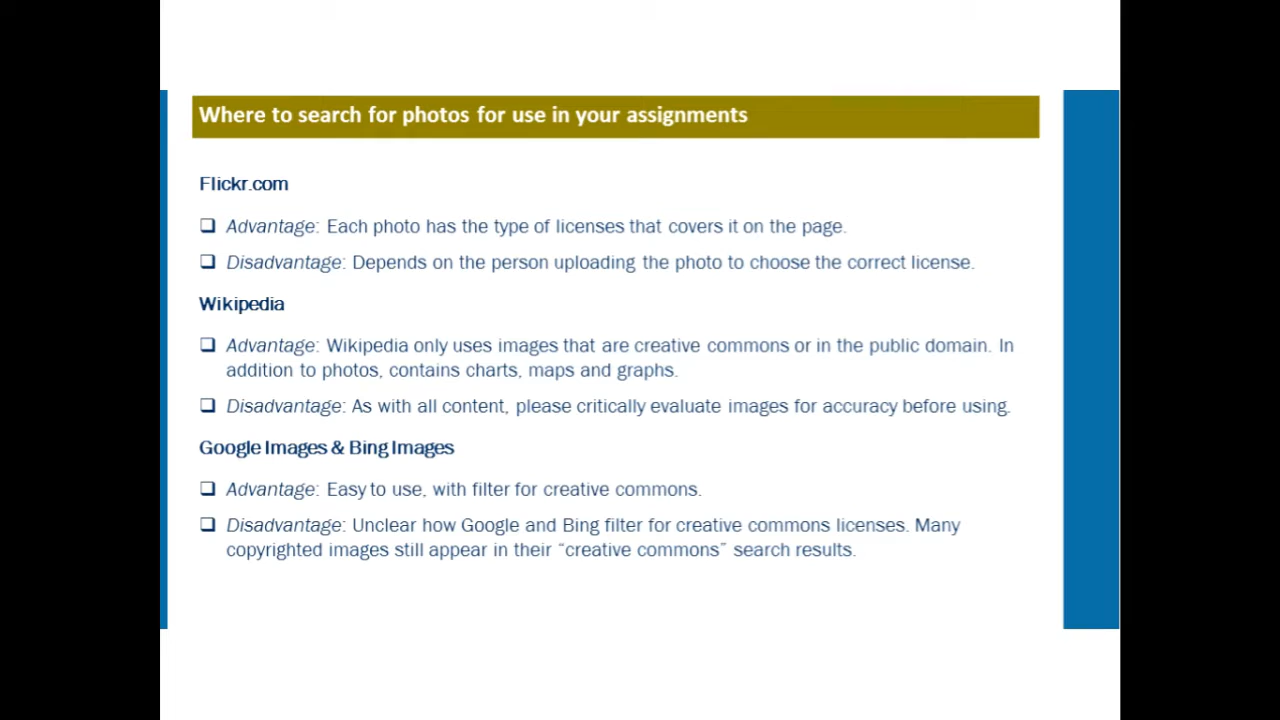 Where to search for photos for use in your assignments
Flickr.com
❑ Advantage: Each photo has the type of licenses that covers it on the page.
❑ Disadvantage: Depends on the person uploading the photo to choose the correct license.
Wikipedia
❑ Advantage: Wikipedia only uses images that are creative commons or in the public domain. In
addition to photos, contains charts, maps and graphs.
❑ Disadvantage: As with all content, please critically evaluate images for accuracy before using.
Google Images & Bing Images
❑ Advantage: Easy to use, with filter for creative commons.
❑ Disadvantage: Unclear how Google and Bing filter for creative commons licenses. Many
copyrighted images still appear in their “creative commons” search results.